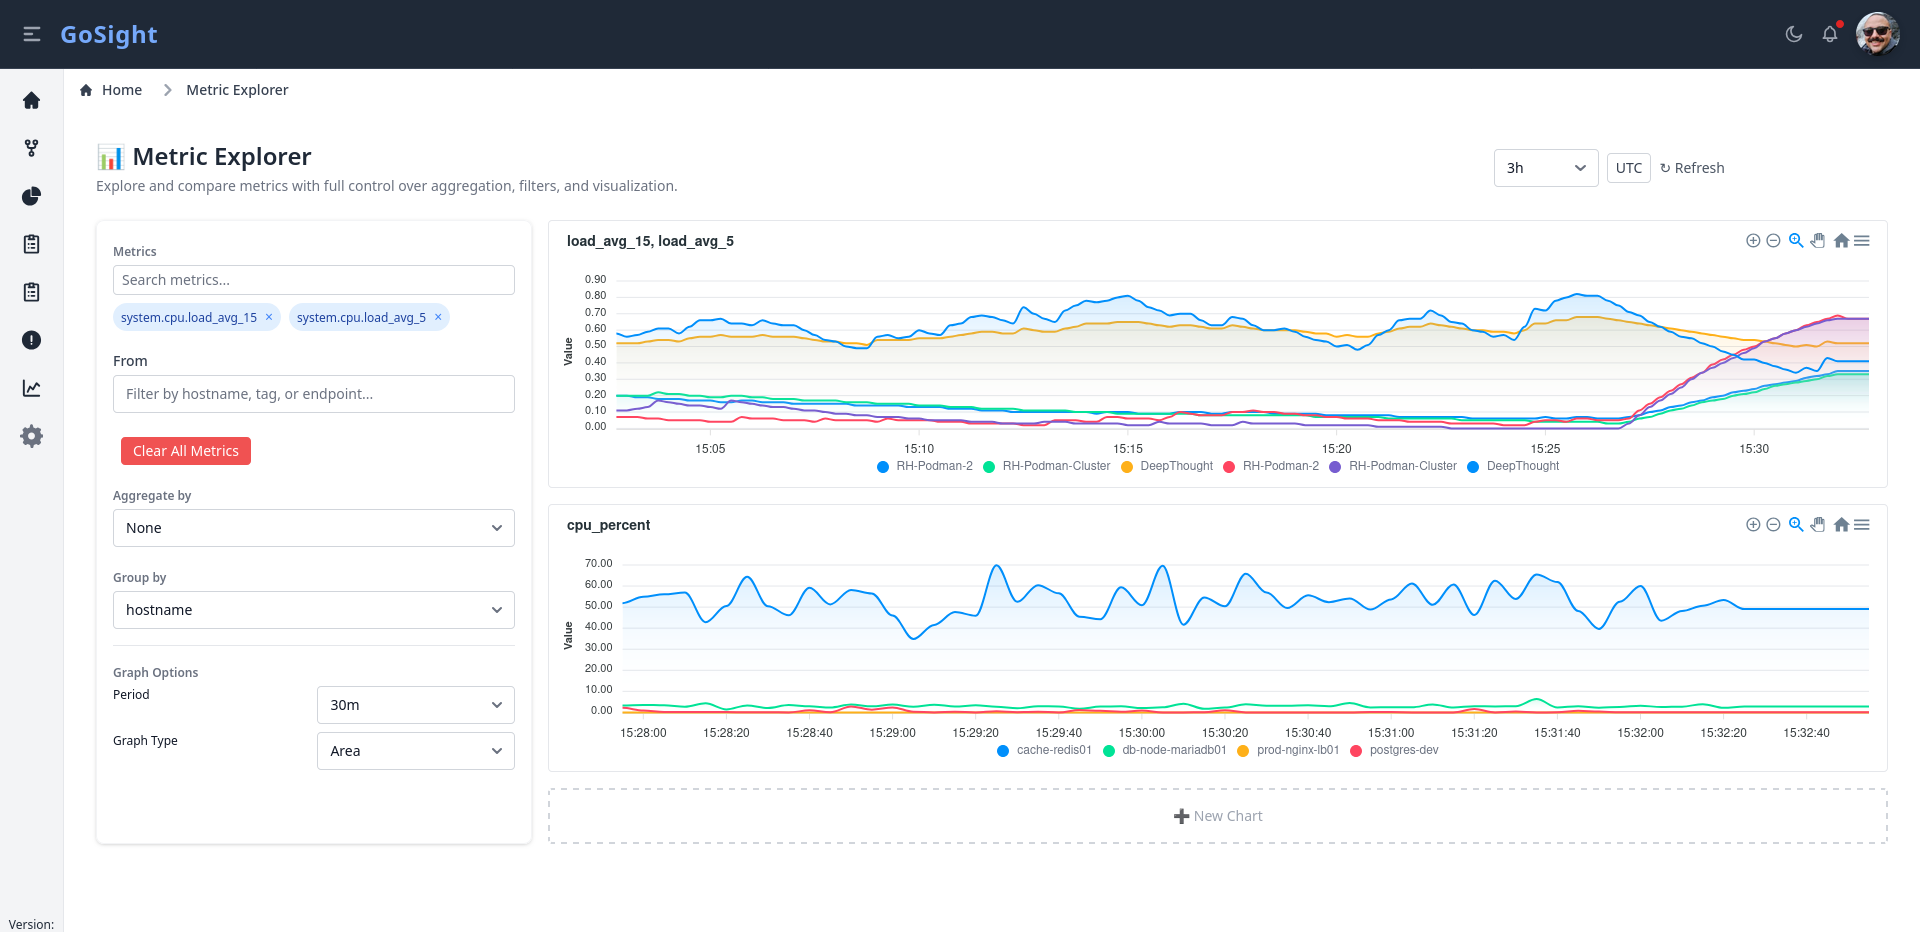 GoSight
Home
Metric Explorer
📊 Metric Explorer
Explore and compare metrics with full control over aggregation, filters, and visualization.
3h
UTC
↻ Refresh
Metrics
Search metrics...
system.cpu.load_avg_15 ×
system.cpu.load_avg_5 ×
From
Filter by hostname, tag, or endpoint...
Clear All Metrics
Aggregate by
None
Group by
hostname
Graph Options
Period
30m
Graph Type
Area
load_avg_15, load_avg_5
Value
0.90
0.80
0.70
0.60
0.50
0.40
0.30
0.20
0.10
0.00
15:05 15:10 15:15 15:20 15:25 15:30
RH-Podman-2 RH-Podman-Cluster DeepThought RH-Podman-2 RH-Podman-Cluster DeepThought
cpu_percent
Value
70.00
60.00
50.00
40.00
30.00
20.00
10.00
0.00
15:28:00 15:28:20 15:28:40 15:29:00 15:29:20 15:29:40 15:30:00 15:30:20 15:30:40 15:31:00 15:31:20 15:31:40 15:32:00 15:32:20 15:32:40
cache-redis01 db-node-mariadb01 prod-nginx-lb01 postgres-dev
➕ New Chart
Version: